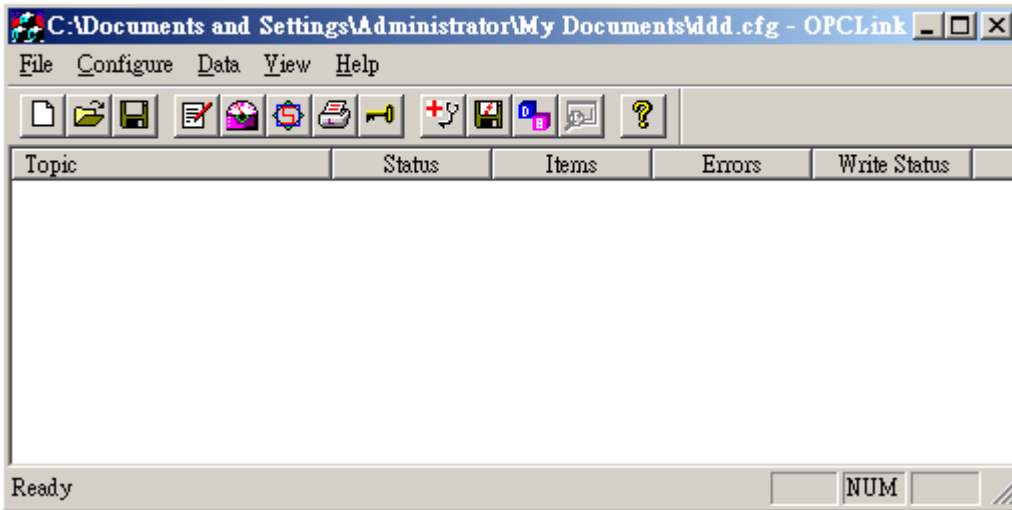 C:\Documents and Settings\Administrator\My Documents\ddd.cfg - OPCLink
File Configure Data View Help
Topic Status Items Errors Write Status
Ready NUM